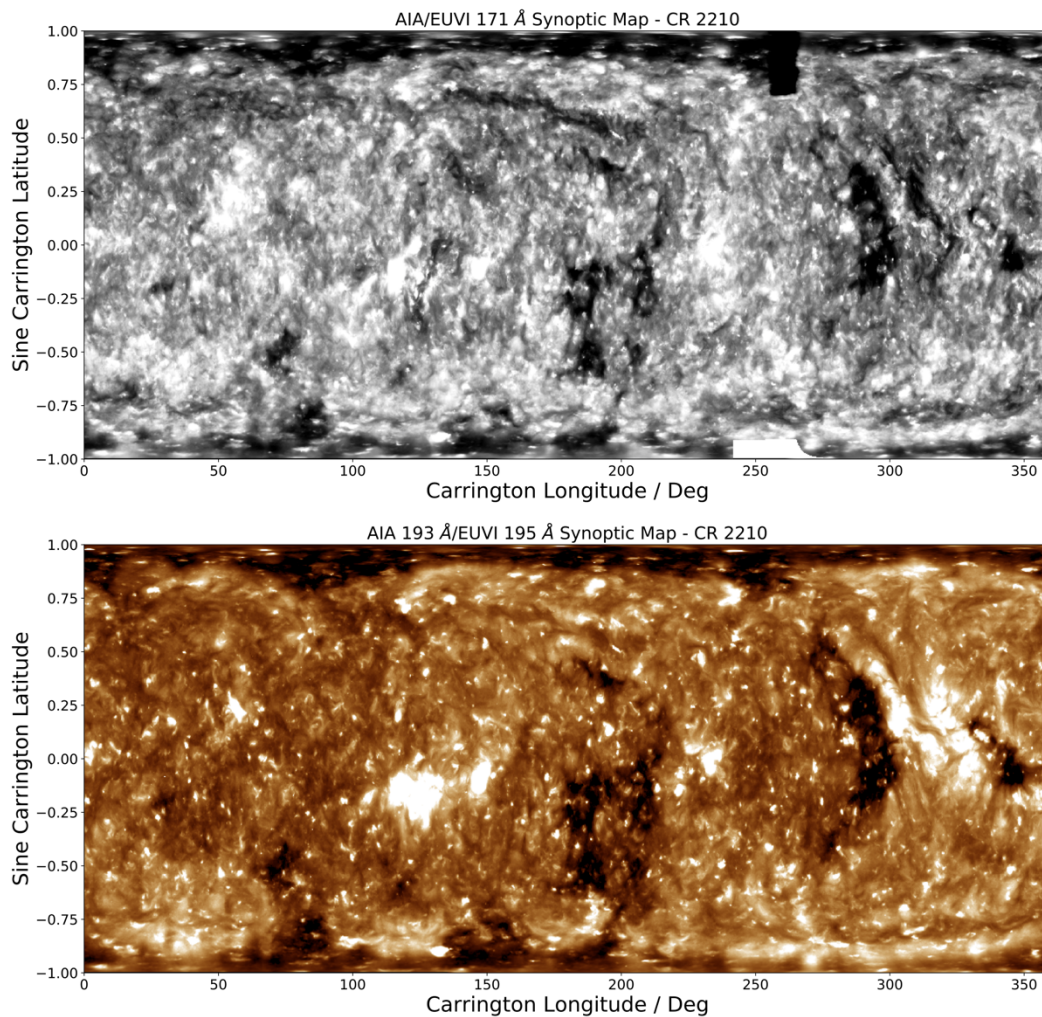 AIA/EUVI 171 Å Synoptic Map - CR 2210
1.00
0.75
0.50
0.25
0.00
−0.25
−0.50
−0.75
−1.00
Sine Carrington Latitude
0 50 100 150 200 250 300 350
Carrington Longitude / Deg
AIA 193 Å/EUVI 195 Å Synoptic Map - CR 2210
1.00
0.75
0.50
0.25
0.00
−0.25
−0.50
−0.75
−1.00
Sine Carrington Latitude
0 50 100 150 200 250 300 350
Carrington Longitude / Deg